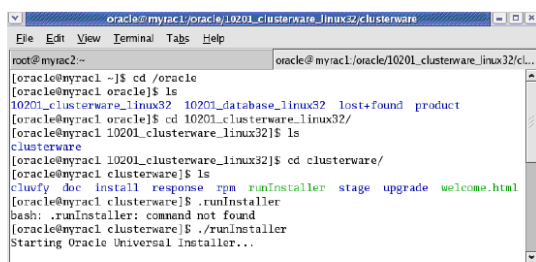 oracle@myrac1:/oracle/10201_clusterware_linux32/clusterware
File Edit View Terminal Tabs Help
root@myrac2:~ oracle@myrac1:/oracle/10201_clusterware_linux32/cl...
[oracle@myrac1 ~]$ cd /oracle
[oracle@myrac1 oracle]$ ls
10201_clusterware_linux32 10201_database_linux32 lost+found product
[oracle@myrac1 oracle]$ cd 10201_clusterware_linux32/
[oracle@myrac1 10201_clusterware_linux32]$ ls
clusterware
[oracle@myrac1 10201_clusterware_linux32]$ cd clusterware/
[oracle@myrac1 clusterware]$ ls
cluvfy doc install response rpm runInstaller stage upgrade welcome.html
[oracle@myrac1 clusterware]$ .runInstaller
bash: .runInstaller: command not found
[oracle@myrac1 clusterware]$ ./runInstaller
Starting Oracle Universal Installer...